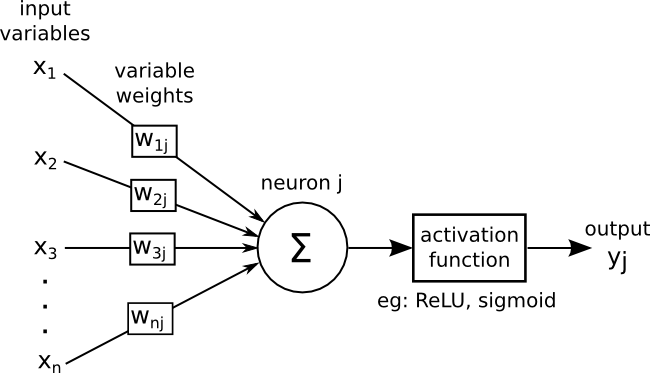 input
variables
x1
variable
weights
w1j
x2
w2j
neuron j
x3
w3j
Σ
activation
function
output
yj
eg: ReLU, sigmoid
wnj
xn